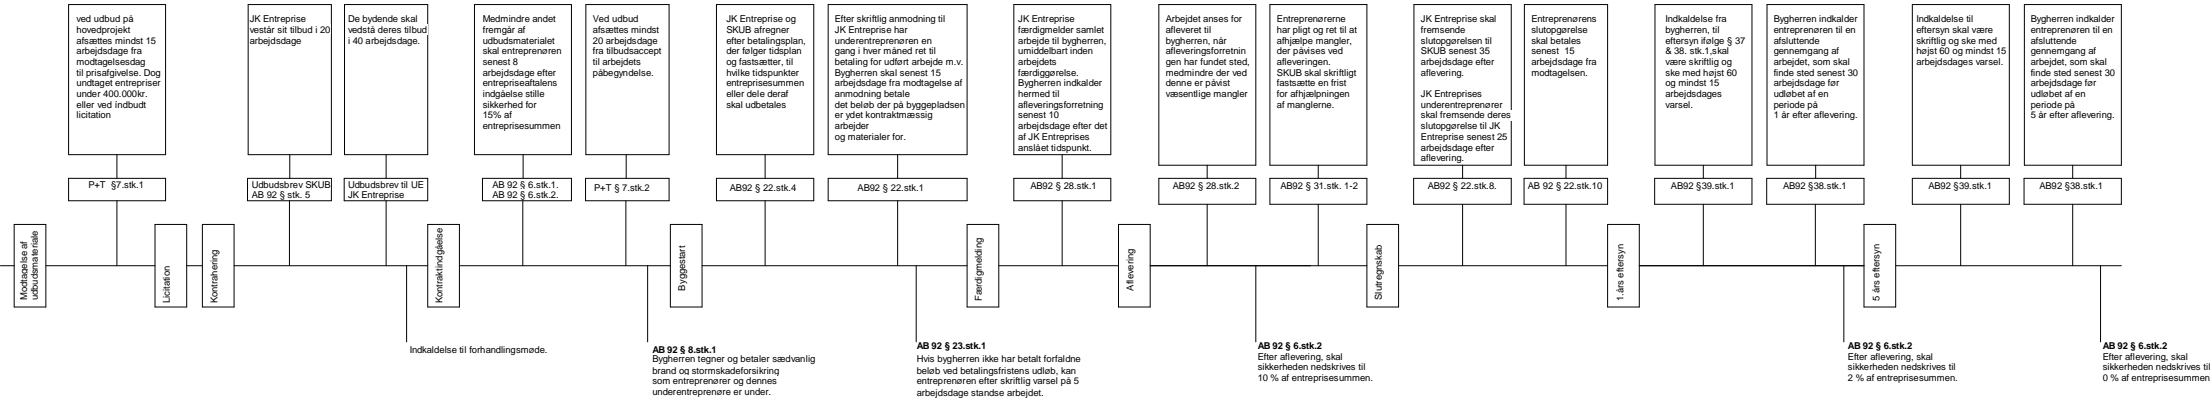 ved udbud på
hovedprojekt
afsættes mindst 15
arbejdsdage fra
modtagelsesdag
til prisafgivelse. Dog
undtaget entrepriser
under 400.000kr.
eller ved indbudt
licitation
JK Entreprise
vestår sit tilbud i 20
arbejdsdage
De bydende skal
vedstå deres tilbud
i 40 arbejdsdage.
Medmindre andet
fremgår af
udbudsmaterialet
skal entreprenøren
senest 8
arbejdsdage efter
entrepriseaftalens
indgåelse stille
sikkerhed for
15% af
entreprisesummen
Ved udbud
afsættes mindst
20 arbejdsdage
fra tilbudsaccept
til arbejdets
påbegyndelse.
JK Entreprise og
SKUB afregner
efter betalingsplan,
der følger tidsplan
og fastsætter, til
hvilke tidspunkter
entreprisesummen
eller dele deraf
skal udbetales
Efter skriftlig anmodning til
JK Entreprise har
underentreprenøren en
gang i hver måned ret til
betaling for udført arbejde m.v.
Bygherren skal senest 15
arbejdsdage fra modtagelse af
anmodning betale
det beløb der på byggepladsen
er ydet kontraktmæssig
arbejder
og materialer for.
JK Entreprise
færdigmelder samlet
arbejde til bygherren,
umiddelbart inden
arbejdets
færdiggørelse.
Bygherren indkalder
hermed til
afleveringsforretning
senest 10
arbejdsdage efter det
af JK Entreprises
anslået tidspunkt.
Arbejdet anses for
afleveret til
bygherren, når
afleveringsforretnin
gen har fundet sted,
medmindre der ved
denne er påvist
væsentlige mangler
Entreprenørerne
har pligt og ret til at
afhjælpe mangler,
der påvises ved
afleveringen.
SKUB skal skriftligt
fastsætte en frist
for afhjælpningen
af manglerne.
JK Entreprise skal
fremsende
slutopgørelsen til
SKUB senest 35
arbejdsdage efter
aflevering.
JK Entreprises
underentreprenører
skal fremsende deres
slutopgørelse til JK
Entreprise senest 25
arbejdsdage efter
aflevering.
Entreprenørens
slutopgørelse
skal betales
senest 15
arbejdsdage fra
modtagelsen.
Indkaldelse fra
bygherren, til
eftersyn ifølge § 37
& 38. stk.1,skal
være skriftlig og
ske med højst 60
og mindst 15
arbejdsdages
varsel.
Bygherren indkalder
entreprenøren til en
afsluttende
gennemgang af
arbejdet, som skal
finde sted senest 30
arbejdsdage før
udløbet af en
periode på
1 år efter aflevering.
Indkaldelse til
eftersyn skal være
skriftlig og ske med
højst 60 og mindst 15
arbejdsdages varsel.
Bygherren indkalder
entreprenøren til en
afsluttende
gennemgang af
arbejdet, som skal
finde sted senest 30
arbejdsdage før
udløbet af en
periode på
5 år efter aflevering.
P+T §7.stk.1
Udbudsbrev SKUB
AB 92 § stk. 5
Udbudsbrev til UE
JK Entreprise
AB 92 § 6.stk.1.
AB 92 § 6.stk.2.
P+T § 7.stk.2
AB92 § 22.stk.4
AB92 § 22.stk.1
AB92 § 28.stk.1
AB92 § 28.stk.2
AB92 § 31.stk. 1-2
AB92 § 22.stk.8.
AB 92 § 22.stk.10
AB92 §39.stk.1
AB92 §38.stk.1
AB92 §39.stk.1
AB92 §38.stk.1
Modtagelse af
udbudsmateriale
Licitation
Kontrahering
Kontraktindgåelse
Byggestart
Færdigmelding
Aflevering
Slutregnskab
1.års eftersyn
5 års eftersyn
Indkaldelse til forhandlingsmøde.
AB 92 § 8.stk.1
Bygherren tegner og betaler sædvanlig
brand og stormskadeforsikring
som entreprenører og dennes
underentreprenøre er under.
AB 92 § 23.stk.1
Hvis bygherren ikke har betalt forfaldne
beløb ved betalingsfristens udløb, kan
entreprenøren efter skriftlig varsel på 5
arbejdsdage standse arbejdet.
AB 92 § 6.stk.2
Efter aflevering, skal
sikkerheden nedskrives til
10 % af entreprisesummen.
AB 92 § 6.stk.2
Efter aflevering, skal
sikkerheden nedskrives til
2 % af entreprisesummen.
AB 92 § 6.stk.2
Efter aflevering, skal
sikkerheden nedskrives til
0 % af entreprisesummen.